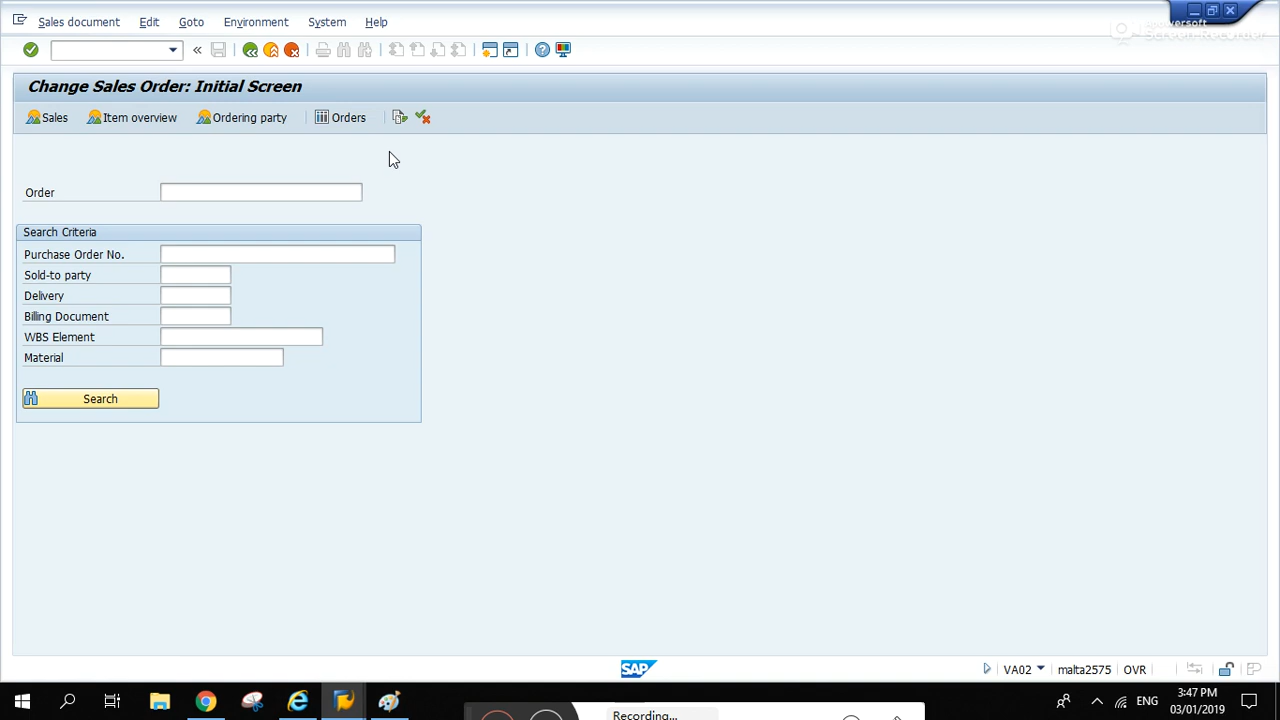 Sales document Edit Goto Environment System Help
Screen Recorder
Change Sales Order: Initial Screen
Sales Item overview Ordering party Orders
Order
Search Criteria
Purchase Order No.
Sold-to party
Delivery
Billing Document
WBS Element
Material
Search
SAP
VA02 malta2575 OVR
3:47 PM
ENG
03/01/2019
Recording...